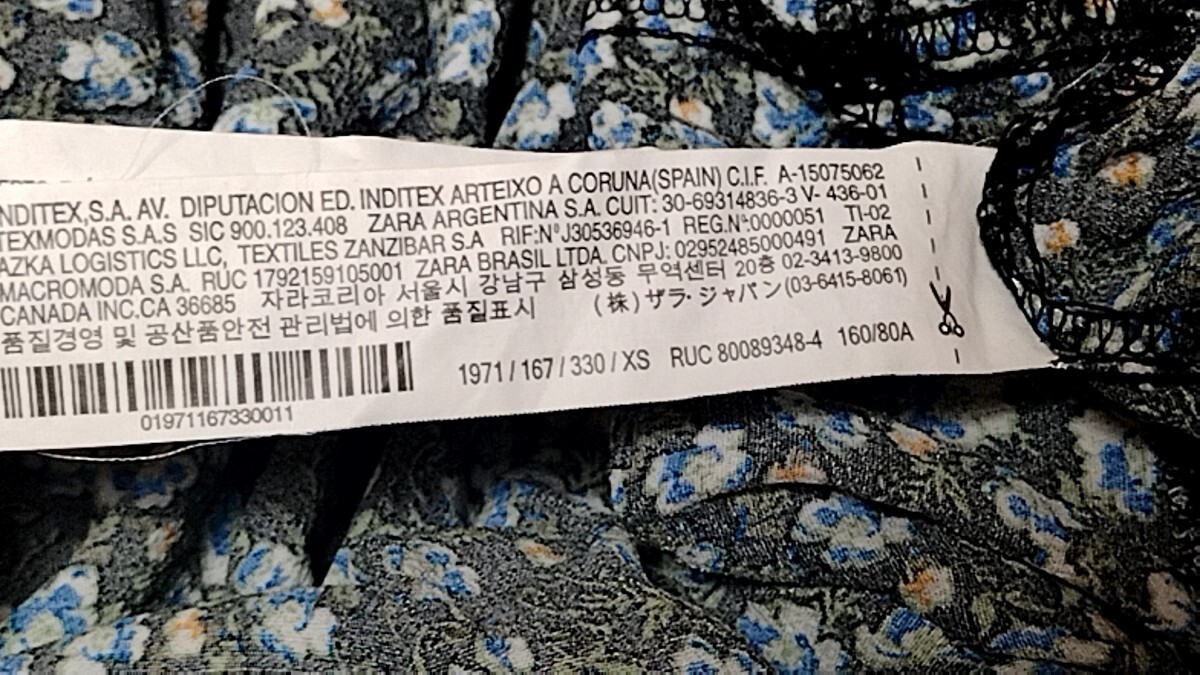 NDITEX,S.A. AV. DIPUTACION ED. INDITEX ARTEIXO A CORUNA(SPAIN) C.I.F. A-15075062
TEXMODAS S.A.S SIC 900.123.408 ZARA ARGENTINA S.A. CUIT: 30-69314836-3 V- 436-01
AZKA LOGISTICS LLC, TEXTILES ZANZIBAR S.A RIF:NºJ30536946-1 REG.Nº:0000051 TI-02
MACROMODA S.A. RUC 1792159105001 ZARA BRASIL LTDA. CNPJ: 02952485000491 ZARA
CANADA INC.CA 36685 자라코리아 서울시 강남구 삼성동 무역센터 20층 02-3413-9800
품질경영 및 공산품안전 관리법에 의한 품질표시 (株) ザラ・ジャパン (03-6415-8061)
1971 / 167 / 330 / XS RUC 80089348-4 160/80A
01971167330011